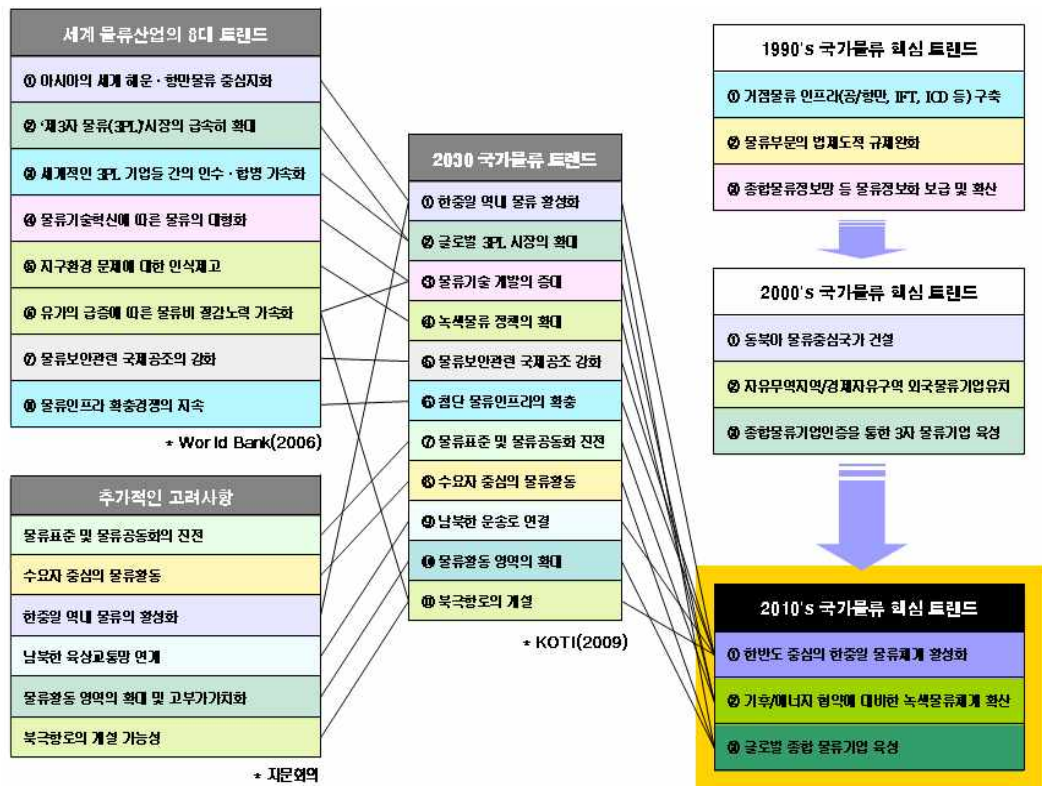 세계 물류산업의 8대 트렌드
① 아시아의 세계 해운·항만물류 중심지화
② '제3자 물류(3PL)'시장의 급속히 확대
③ 세계적인 3PL 기업들 간의 인수·합병 가속화
④ 물류기술혁신에 따른 물류의 대형화
⑤ 지구환경 문제에 대한 인식제고
⑥ 유가의 급증에 따른 물류비 절감노력 가속화
⑦ 물류보안관련 국제공조의 강화
⑧ 물류인프라 확충경쟁의 지속
* World Bank(2006)
추가적인 고려사항
물류표준 및 물류공동화의 진전
수요자 중심의 물류활동
한중일 역내 물류의 활성화
남북한 육상교통망 연계
물류활동 영역의 확대 및 고부가가치화
북극항로의 개설 가능성
* 자문회의
2030 국가물류 트렌드
① 한중일 역내 물류 활성화
② 글로벌 3PL 시장의 확대
③ 물류기술 개발의 증대
④ 녹색물류 정책의 확대
⑤ 물류보안관련 국제공조 강화
⑥ 첨단 물류인프라의 확충
⑦ 물류표준 및 물류공동화 진전
⑧ 수요자 중심의 물류활동
⑨ 남북한 운송로 연결
⑩ 물류활동 영역의 확대
⑪ 북극항로의 개설
* KOTI(2009)
1990's 국가물류 핵심 트렌드
① 거점물류 인프라(공/항만, IFT, ICD 등) 구축
② 물류부문의 법제도적 규제완화
③ 종합물류정보망 등 물류정보화 보급 및 확산
2000's 국가물류 핵심 트렌드
① 동북아 물류중심국가 건설
② 자유무역지역/경제자유구역 외국물류기업유치
③ 종합물류기업인증을 통한 3자 물류기업 육성
2010's 국가물류 핵심 트렌드
① 한반도 중심의 한중일 물류체계 활성화
② 기후/에너지 협약에 대비한 녹색물류체계 확산
③ 글로벌 종합 물류기업 육성